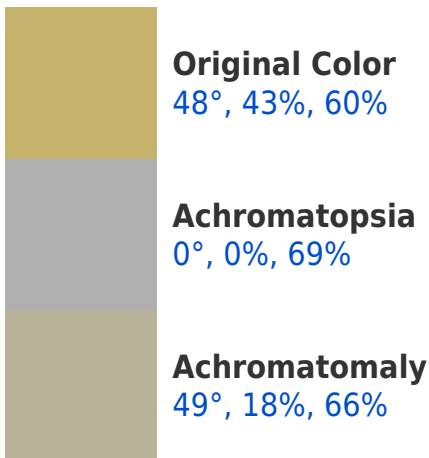 Original Color
48°, 43%, 60%
Achromatopsia
0°, 0%, 69%
Achromatomaly
49°, 18%, 66%